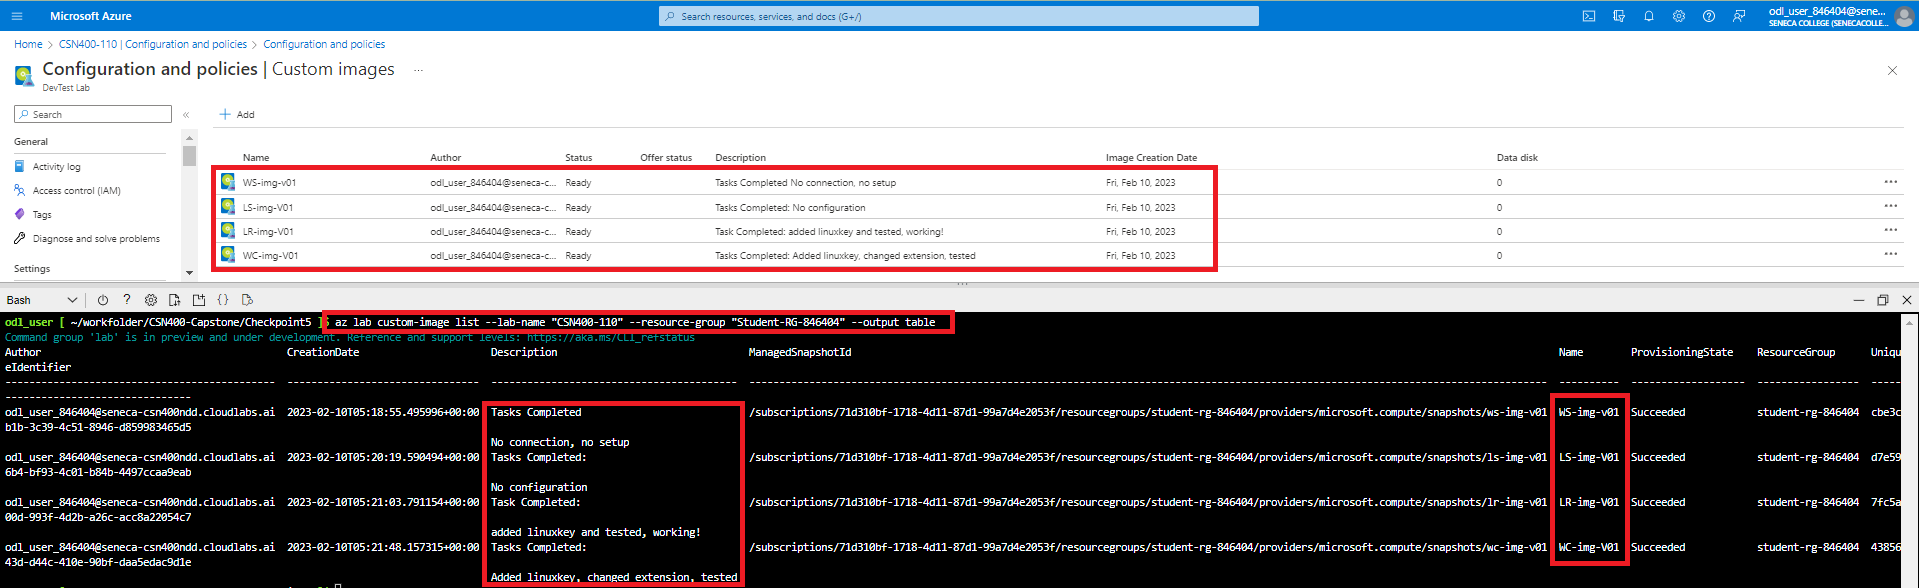 Microsoft Azure
Search resources, services, and docs (G+/)
odl_user_846404@sene...
SENECA COLLEGE (SENECACOLLE...
Home > CSN400-110 | Configuration and policies > Configuration and policies
Configuration and policies | Custom images ...
DevTest Lab
Search
«
+ Add
General
Activity log
Access control (IAM)
Tags
Diagnose and solve problems
Settings
Name Author Status Offer status Description Image Creation Date Data disk
WS-img-v01 odl_user_846404@seneca-c... Ready Tasks Completed No connection, no setup Fri, Feb 10, 2023 0 ...
LS-img-V01 odl_user_846404@seneca-c... Ready Tasks Completed: No configuration Fri, Feb 10, 2023 0 ...
LR-img-V01 odl_user_846404@seneca-c... Ready Task Completed: added linuxkey and tested, working! Fri, Feb 10, 2023 0 ...
WC-img-V01 odl_user_846404@seneca-c... Ready Tasks Completed: Added linuxkey, changed extension, tested Fri, Feb 10, 2023 0 ...
Bash
odl_user [ ~/workfolder/CSN400-Capstone/Checkpoint5 ]$ az lab custom-image list --lab-name "CSN400-110" --resource-group "Student-RG-846404" --output table
Command group 'lab' is in preview and under development. Reference and support levels: https://aka.ms/CLI_refstatus
Author CreationDate Description ManagedSnapshotId Name ProvisioningState ResourceGroup Uniqu
eIdentifier
odl_user_846404@seneca-csn400ndd.cloudlabs.ai 2023-02-10T05:18:55.495996+00:00 Tasks Completed /subscriptions/71d310bf-1718-4d11-87d1-99a7d4e2053f/resourcegroups/student-rg-846404/providers/microsoft.compute/snapshots/ws-img-v01 WS-img-v01 Succeeded student-rg-846404 cbe3c
b1b-3c39-4c51-8946-d859983465d5
No connection, no setup
odl_user_846404@seneca-csn400ndd.cloudlabs.ai 2023-02-10T05:20:19.590494+00:00 Tasks Completed: /subscriptions/71d310bf-1718-4d11-87d1-99a7d4e2053f/resourcegroups/student-rg-846404/providers/microsoft.compute/snapshots/ls-img-v01 LS-img-V01 Succeeded student-rg-846404 d7e59
6b4-bf93-4c01-b84b-4497ccaa9eab
No configuration
odl_user_846404@seneca-csn400ndd.cloudlabs.ai 2023-02-10T05:21:03.791154+00:00 Task Completed: /subscriptions/71d310bf-1718-4d11-87d1-99a7d4e2053f/resourcegroups/student-rg-846404/providers/microsoft.compute/snapshots/lr-img-v01 LR-img-V01 Succeeded student-rg-846404 7fc5a
00d-993f-4d2b-a26c-acc8a22054c7
added linuxkey and tested, working!
odl_user_846404@seneca-csn400ndd.cloudlabs.ai 2023-02-10T05:21:48.157315+00:00 Tasks Completed: /subscriptions/71d310bf-1718-4d11-87d1-99a7d4e2053f/resourcegroups/student-rg-846404/providers/microsoft.compute/snapshots/wc-img-v01 WC-img-V01 Succeeded student-rg-846404 43856
43d-d44c-410e-90bf-daa5edac9d1e
Added linuxkey, changed extension, tested